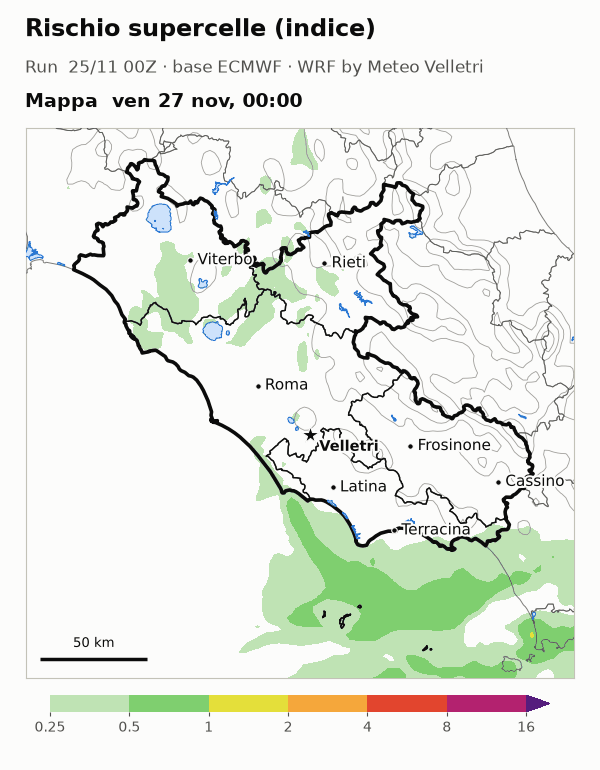 Rischio supercelle (indice)
Run  25/11 00Z · base ECMWF · WRF by Meteo Velletri
Mappa  ven 27 nov, 00:00
Viterbo
Rieti
Roma
Velletri
Frosinone
Cassino
Latina
Terracina
50 km
0.25 0.5 1 2 4 8 16